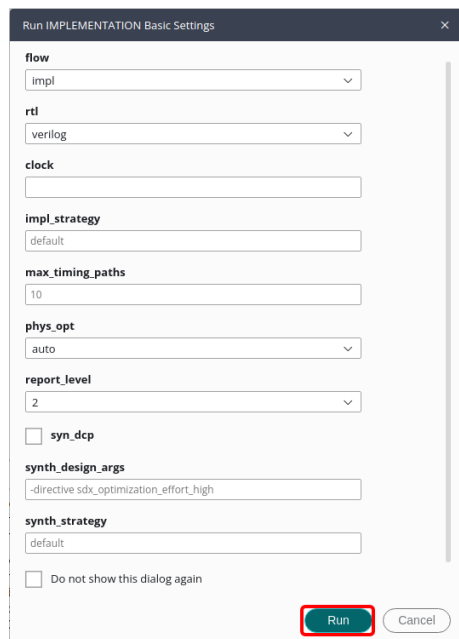 Run IMPLEMENTATION Basic Settings
flow
impl
rtl
verilog
clock
impl_strategy
default
max_timing_paths
10
phys_opt
auto
report_level
2
syn_dcp
synth_design_args
-directive sdx_optimization_effort_high
synth_strategy
default
Do not show this dialog again
Run Cancel